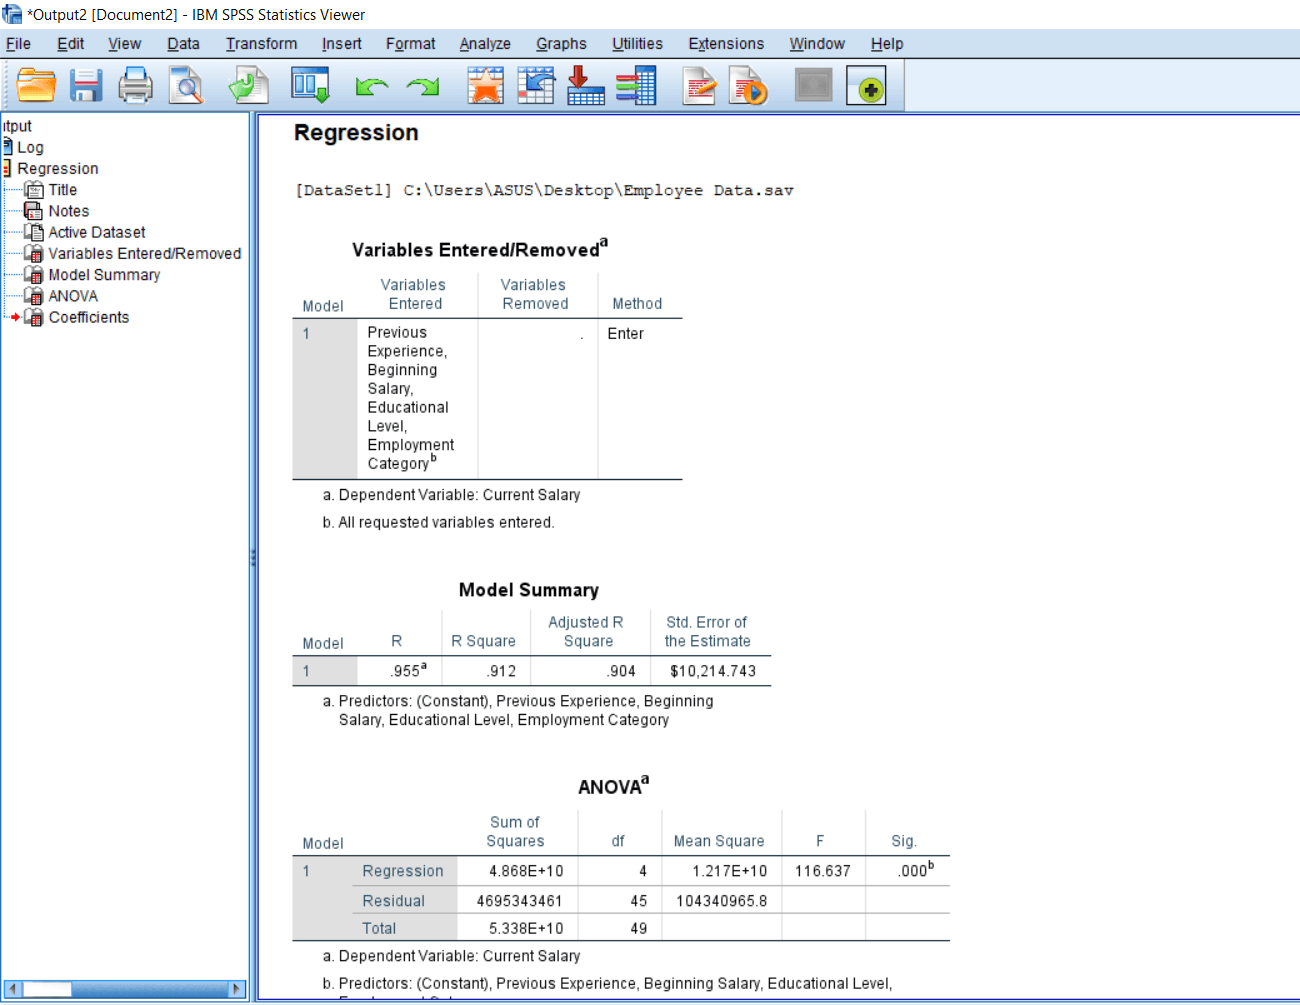 *Output2 [Document2] - IBM SPSS Statistics Viewer
File Edit View Data Transform Insert Format Analyze Graphs Utilities Extensions Window Help
Log
Regression
Title
Notes
Active Dataset
Variables Entered/Removed
Model Summary
ANOVA
Coefficients
Regression
[DataSet1] C:\Users\ASUS\Desktop\Employee Data.sav
Variables Entered/Removedᵃ
Model Variables Entered Variables Removed Method
1 Previous . Enter
Experience,
Beginning
Salary,
Educational
Level,
Employment
Categoryᵇ
a. Dependent Variable: Current Salary
b. All requested variables entered.
Model Summary
Model R R Square Adjusted R Square Std. Error of the Estimate
1 .955ᵃ .912 .904 $10,214.743
a. Predictors: (Constant), Previous Experience, Beginning
Salary, Educational Level, Employment Category
ANOVAᵃ
Model Sum of Squares df Mean Square F Sig.
1 Regression 4.868E+10 4 1.217E+10 116.637 .000ᵇ
Residual 4695343461 45 104340965.8
Total 5.338E+10 49
a. Dependent Variable: Current Salary
b. Predictors: (Constant), Previous Experience, Beginning Salary, Educational Level,